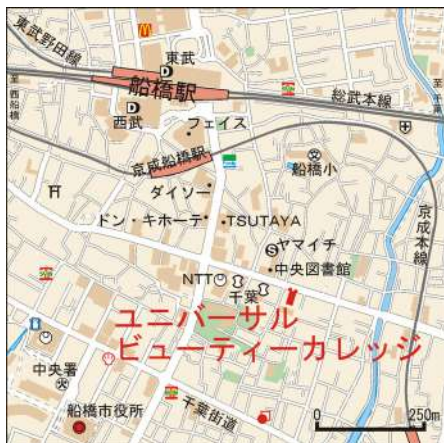 東武野田線
東武
船橋駅
至西船橋
西武
フェイス
総武本線
京成船橋駅
船橋小
ダイソー
ドン・キホーテ
TSUTAYA
京成本線
ヤマイチ
中央図書館
NTT
千葉
ユニバーサル
ビューティーカレッジ
中央署
船橋市役所
千葉街道
0 250m